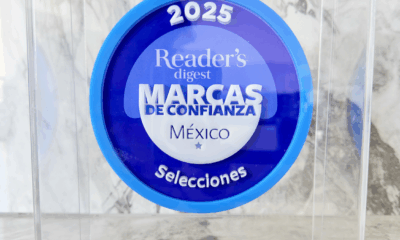 2025
Reader's
digest
MARCAS
DE CONFIANZA
MÉXICO
Selecciones